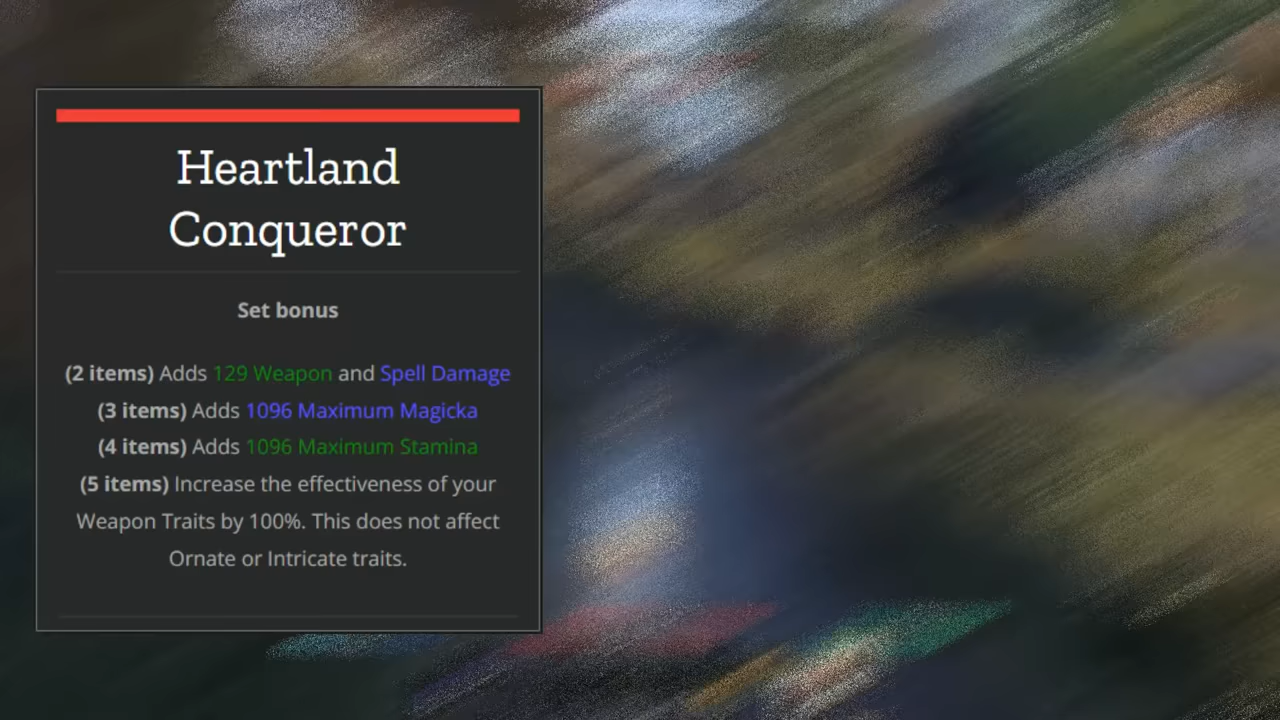 Heartland
Conqueror
Set bonus
(2 items) Adds 129 Weapon and Spell Damage
(3 items) Adds 1096 Maximum Magicka
(4 items) Adds 1096 Maximum Stamina
(5 items) Increase the effectiveness of your
Weapon Traits by 100%. This does not affect
Ornate or Intricate traits.